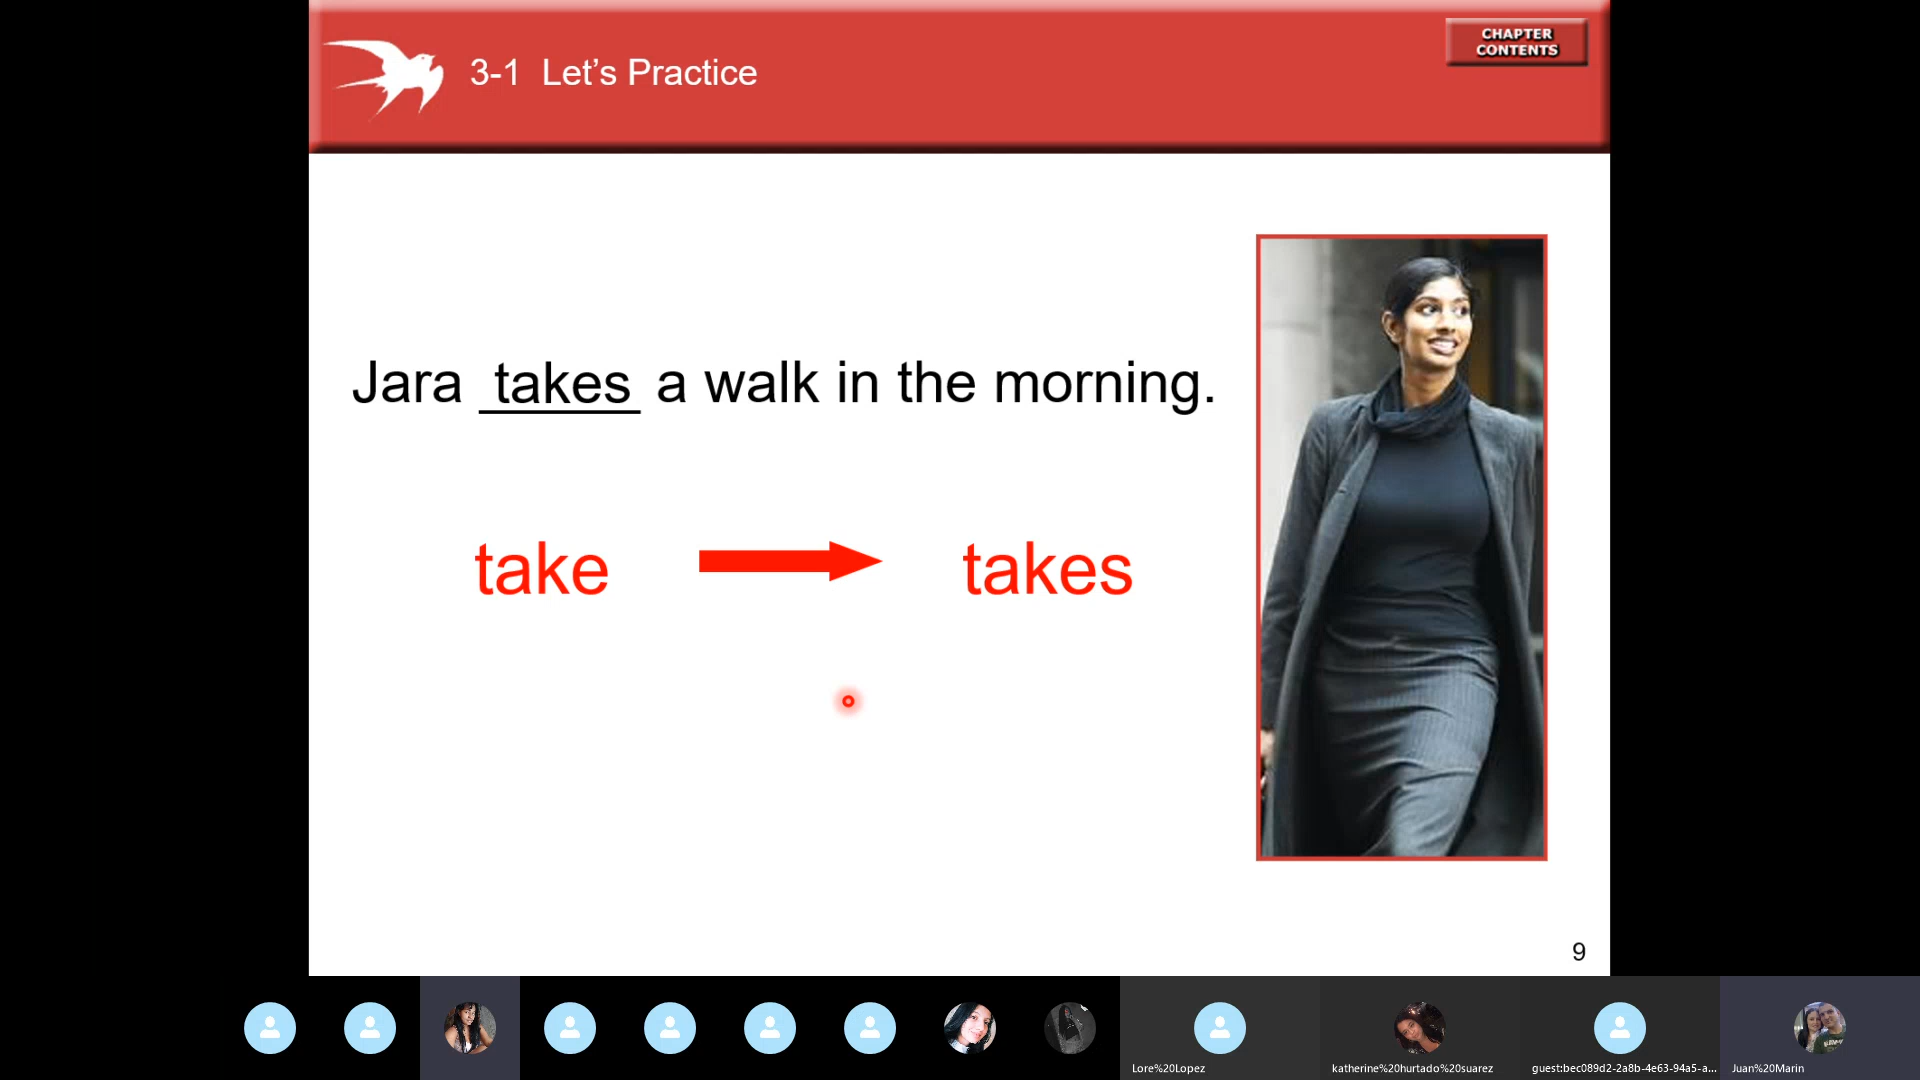 3-1 Let’s Practice
CHAPTER
CONTENTS
Jara takes a walk in the morning.
take takes
9
Lore%20Lopez
katherine%20hurtado%20suarez
guest:bec089d2-2a8b-4e63-94a5-a...
Juan%20Marin